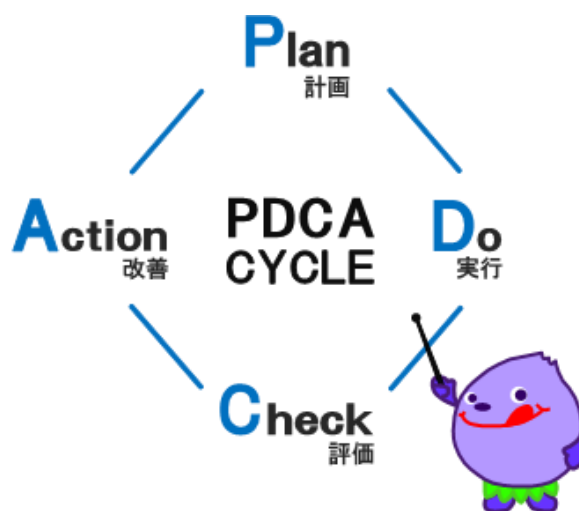 Plan
計画
Action
改善
PDCA
CYCLE
Do
実行
Check
評価